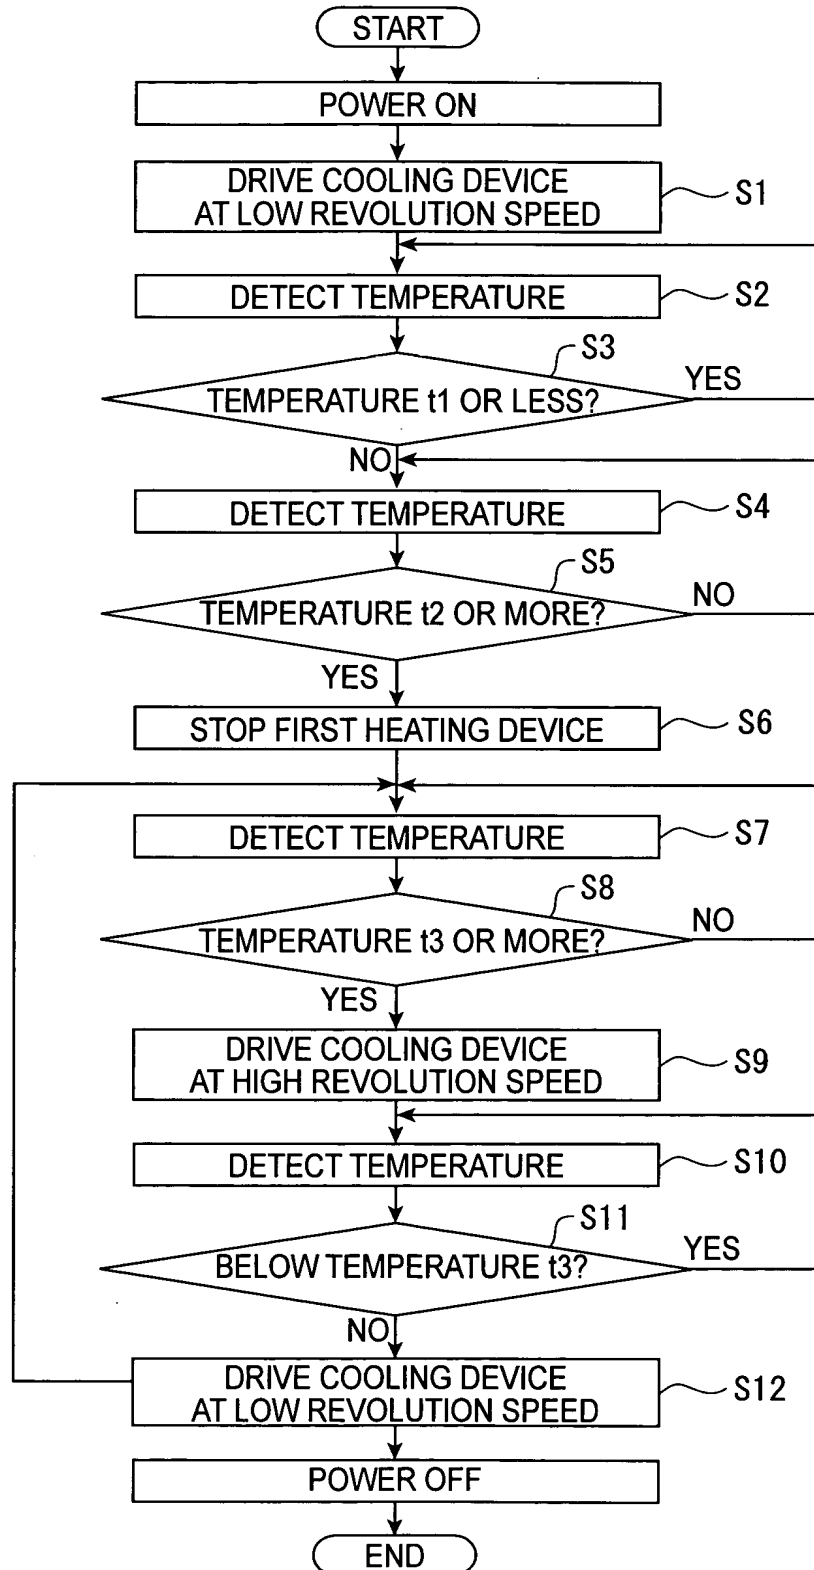 START
POWER ON
DRIVE COOLING DEVICE
AT LOW REVOLUTION SPEED
S1
DETECT TEMPERATURE
S2
S3
TEMPERATURE t1 OR LESS?
YES
NO
DETECT TEMPERATURE
S4
S5
TEMPERATURE t2 OR MORE?
NO
YES
STOP FIRST HEATING DEVICE
S6
DETECT TEMPERATURE
S7
S8
TEMPERATURE t3 OR MORE?
NO
YES
DRIVE COOLING DEVICE
AT HIGH REVOLUTION SPEED
S9
DETECT TEMPERATURE
S10
S11
BELOW TEMPERATURE t3?
YES
NO
DRIVE COOLING DEVICE
AT LOW REVOLUTION SPEED
S12
POWER OFF
END